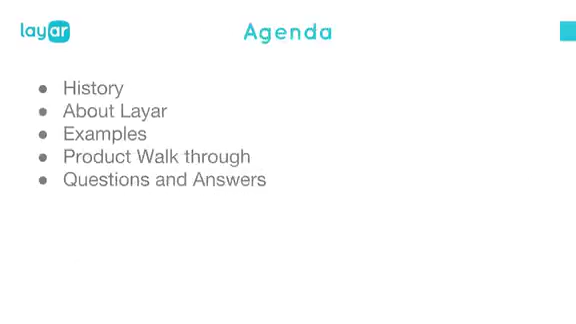 layar
Agenda
● History
● About Layar
● Examples
● Product Walk through
● Questions and Answers